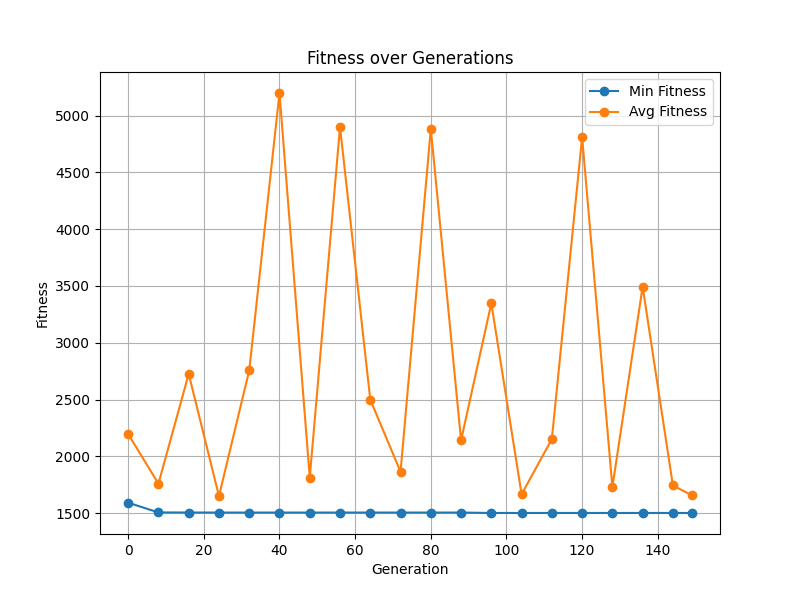 Fitness over Generations
Min Fitness
Avg Fitness
5000
4500
4000
3500
3000
2500
2000
1500
Fitness
0 20 40 60 80 100 120 140
Generation